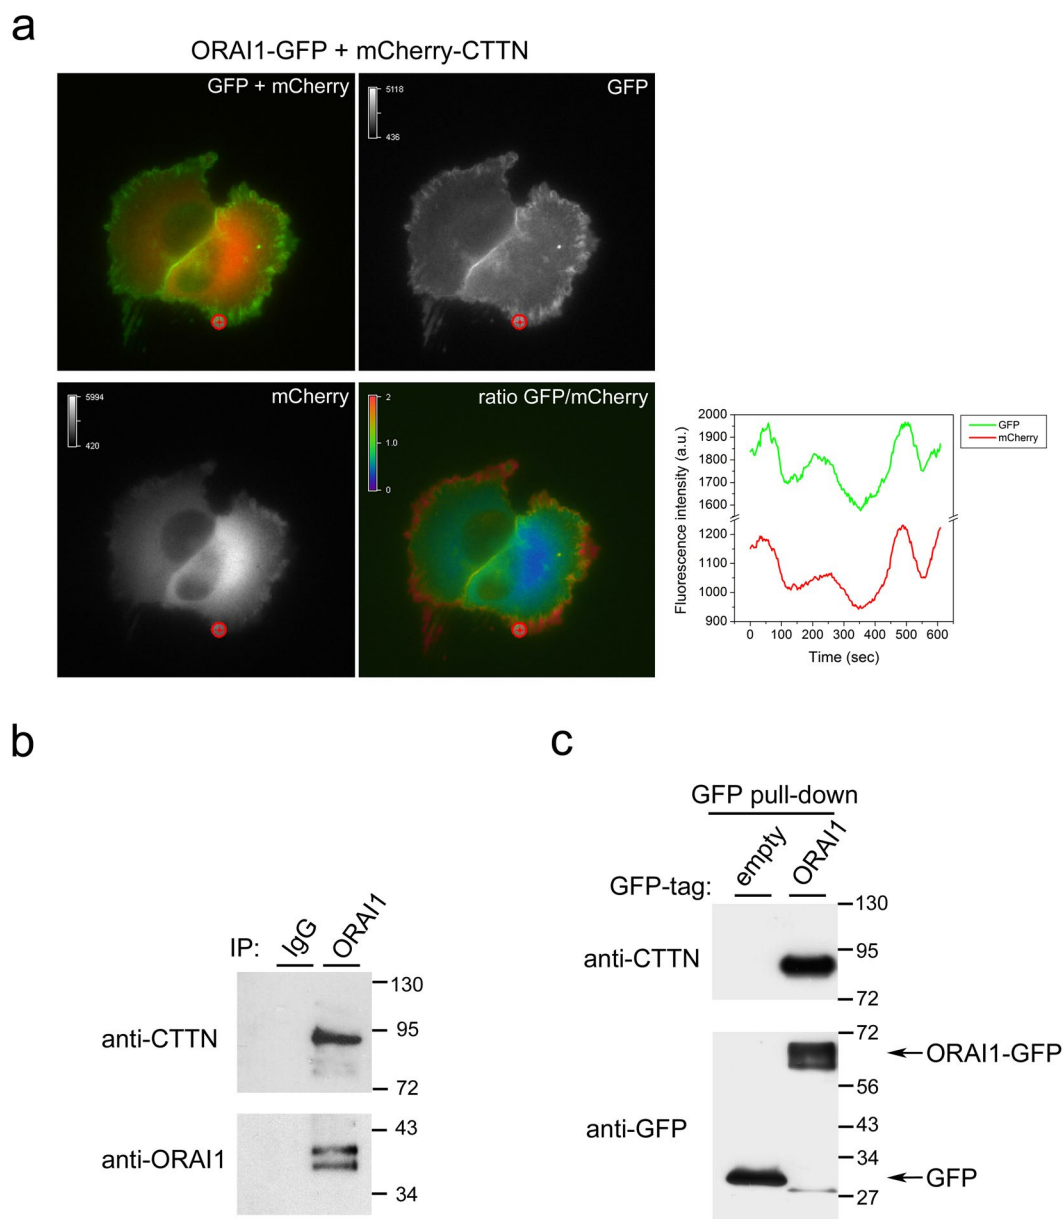 a
ORAI1-GFP + mCherry-CTTN
GFP + mCherry
5118
436
GFP
5994
420
mCherry
2
1.0
0
ratio GFP/mCherry
2000
1900
1800
1700
1600
1200
1100
1000
900
Fluorescence intensity (a.u.)
0 100 200 300 400 500 600
Time (sec)
GFP
mCherry
b
IP: IgG ORAI1
anti-CTTN
130
95
72
anti-ORAI1
43
34
c
GFP pull-down
GFP-tag: empty ORAI1
anti-CTTN
130
95
72
anti-GFP
72
56
43
34
27
ORAI1-GFP
GFP